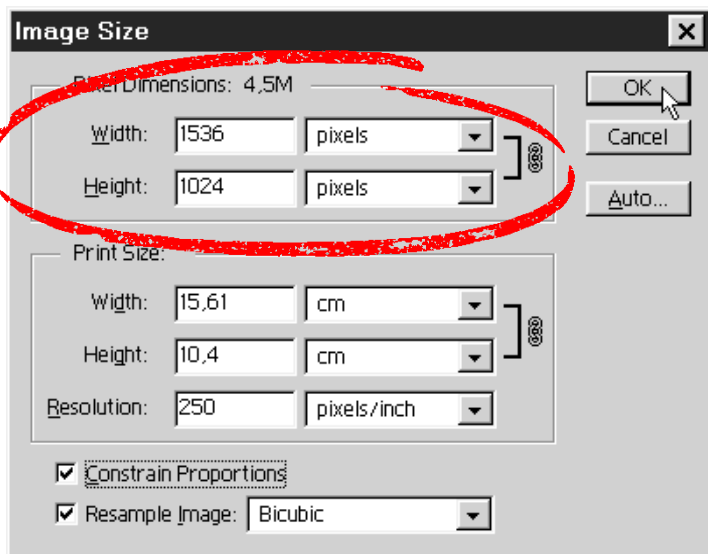 Image Size
Pixel Dimensions: 4,5M
OK
Width: 1536 pixels
Cancel
Height: 1024 pixels
Auto...
Print Size:
Width: 15,61 cm
Height: 10,4 cm
Resolution: 250 pixels/inch
Constrain Proportions
Resample Image: Bicubic